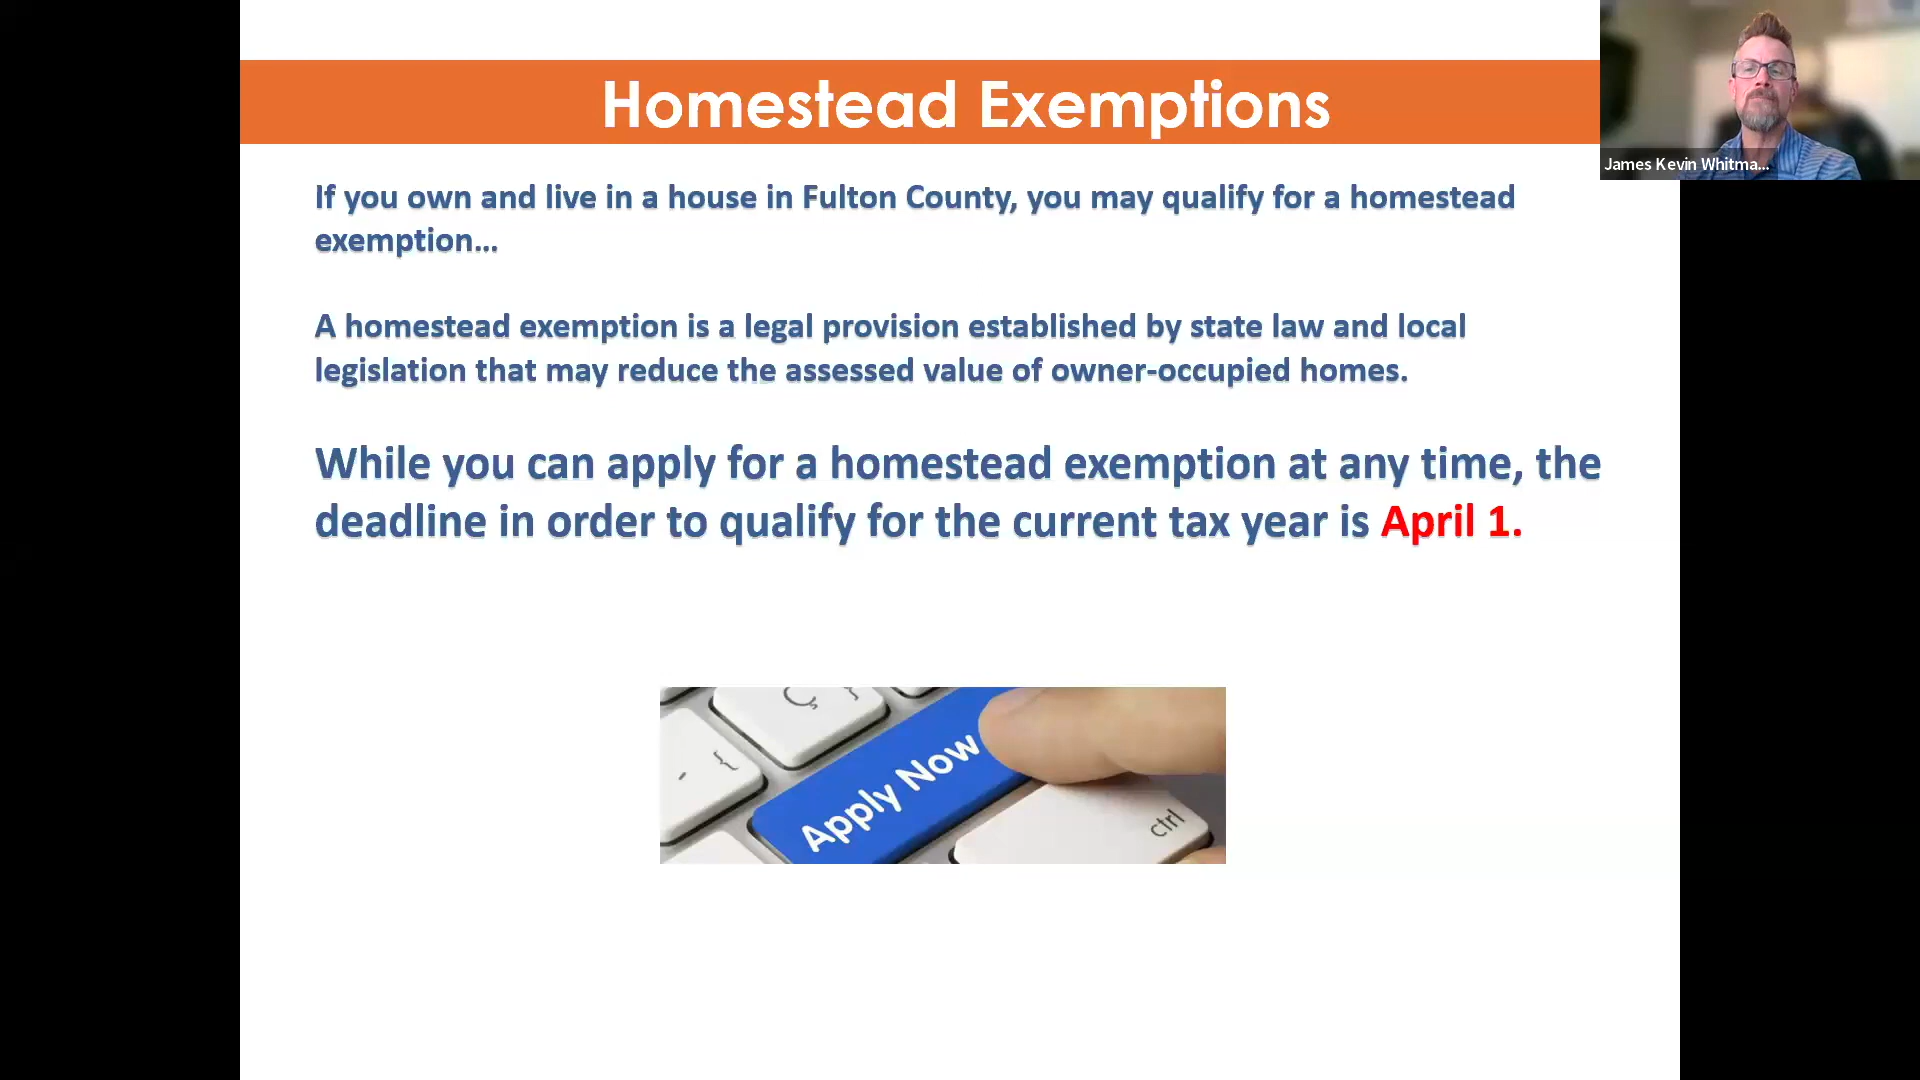 Homestead Exemptions
James Kevin Whitma...
If you own and live in a house in Fulton County, you may qualify for a homestead
exemption...
A homestead exemption is a legal provision established by state law and local
legislation that may reduce the assessed value of owner-occupied homes.
While you can apply for a homestead exemption at any time, the
deadline in order to qualify for the current tax year is April 1.
Ç }
{
-
Apply Now
ctrl